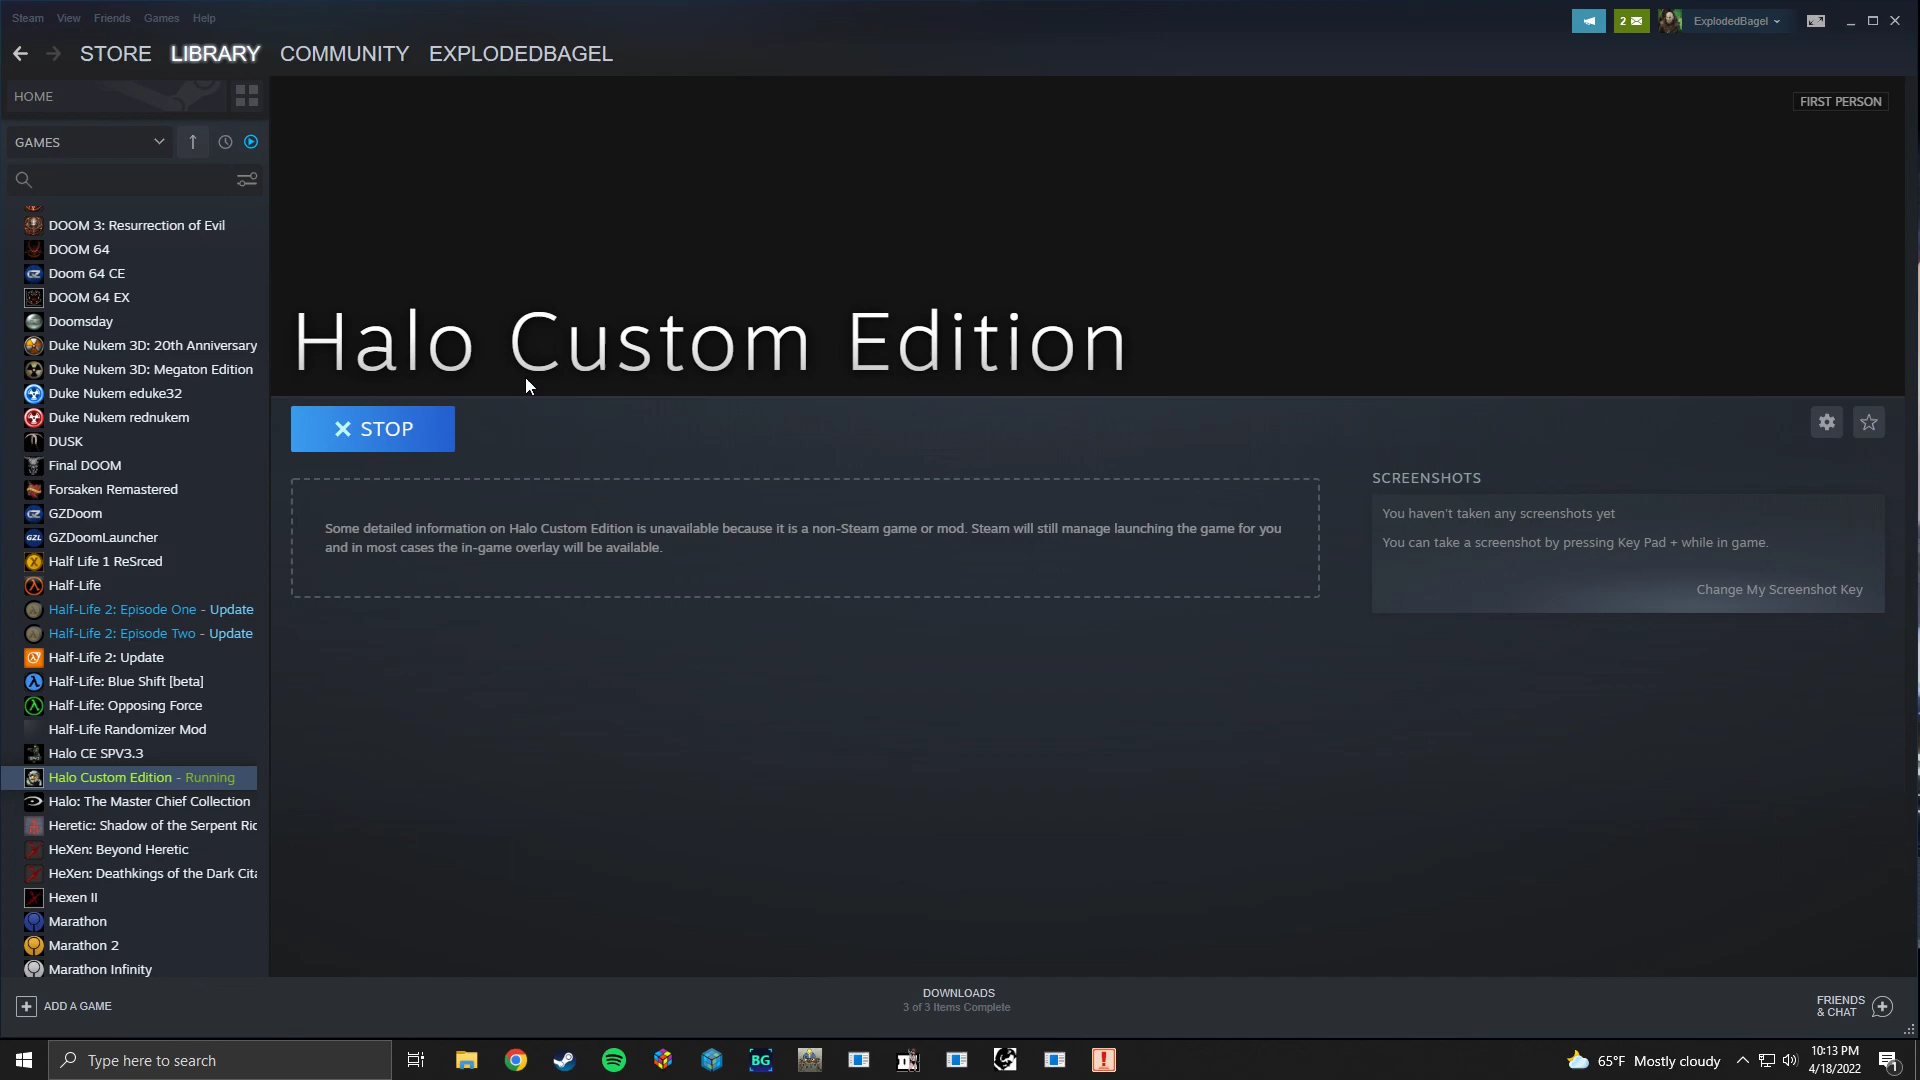 Steam View Friends Games Help
2
ExplodedBagel
STORE LIBRARY COMMUNITY EXPLODEDBAGEL
HOME
FIRST PERSON
GAMES
DOOM 3: Resurrection of Evil
DOOM 64
Doom 64 CE
DOOM 64 EX
Doomsday
Duke Nukem 3D: 20th Anniversary
Duke Nukem 3D: Megaton Edition
Duke Nukem eduke32
Duke Nukem rednukem
DUSK
Final DOOM
Forsaken Remastered
GZDoom
GZDoomLauncher
Half Life 1 ReSrced
Half-Life
Half-Life 2: Episode One - Update
Half-Life 2: Episode Two - Update
Half-Life 2: Update
Half-Life: Blue Shift [beta]
Half-Life: Opposing Force
Half-Life Randomizer Mod
Halo CE SPV3.3
Halo Custom Edition - Running
Halo: The Master Chief Collection
Heretic: Shadow of the Serpent Ric
HeXen: Beyond Heretic
HeXen: Deathkings of the Dark Cita
Hexen II
Marathon
Marathon 2
Marathon Infinity
Halo Custom Edition
STOP
Some detailed information on Halo Custom Edition is unavailable because it is a non-Steam game or mod. Steam will still manage launching the game for you
and in most cases the in-game overlay will be available.
SCREENSHOTS
You haven't taken any screenshots yet
You can take a screenshot by pressing Key Pad + while in game.
Change My Screenshot Key
ADD A GAME
DOWNLOADS
3 of 3 Items Complete
FRIENDS
& CHAT
Type here to search
BG
65°F Mostly cloudy
10:13 PM
4/18/2022
1